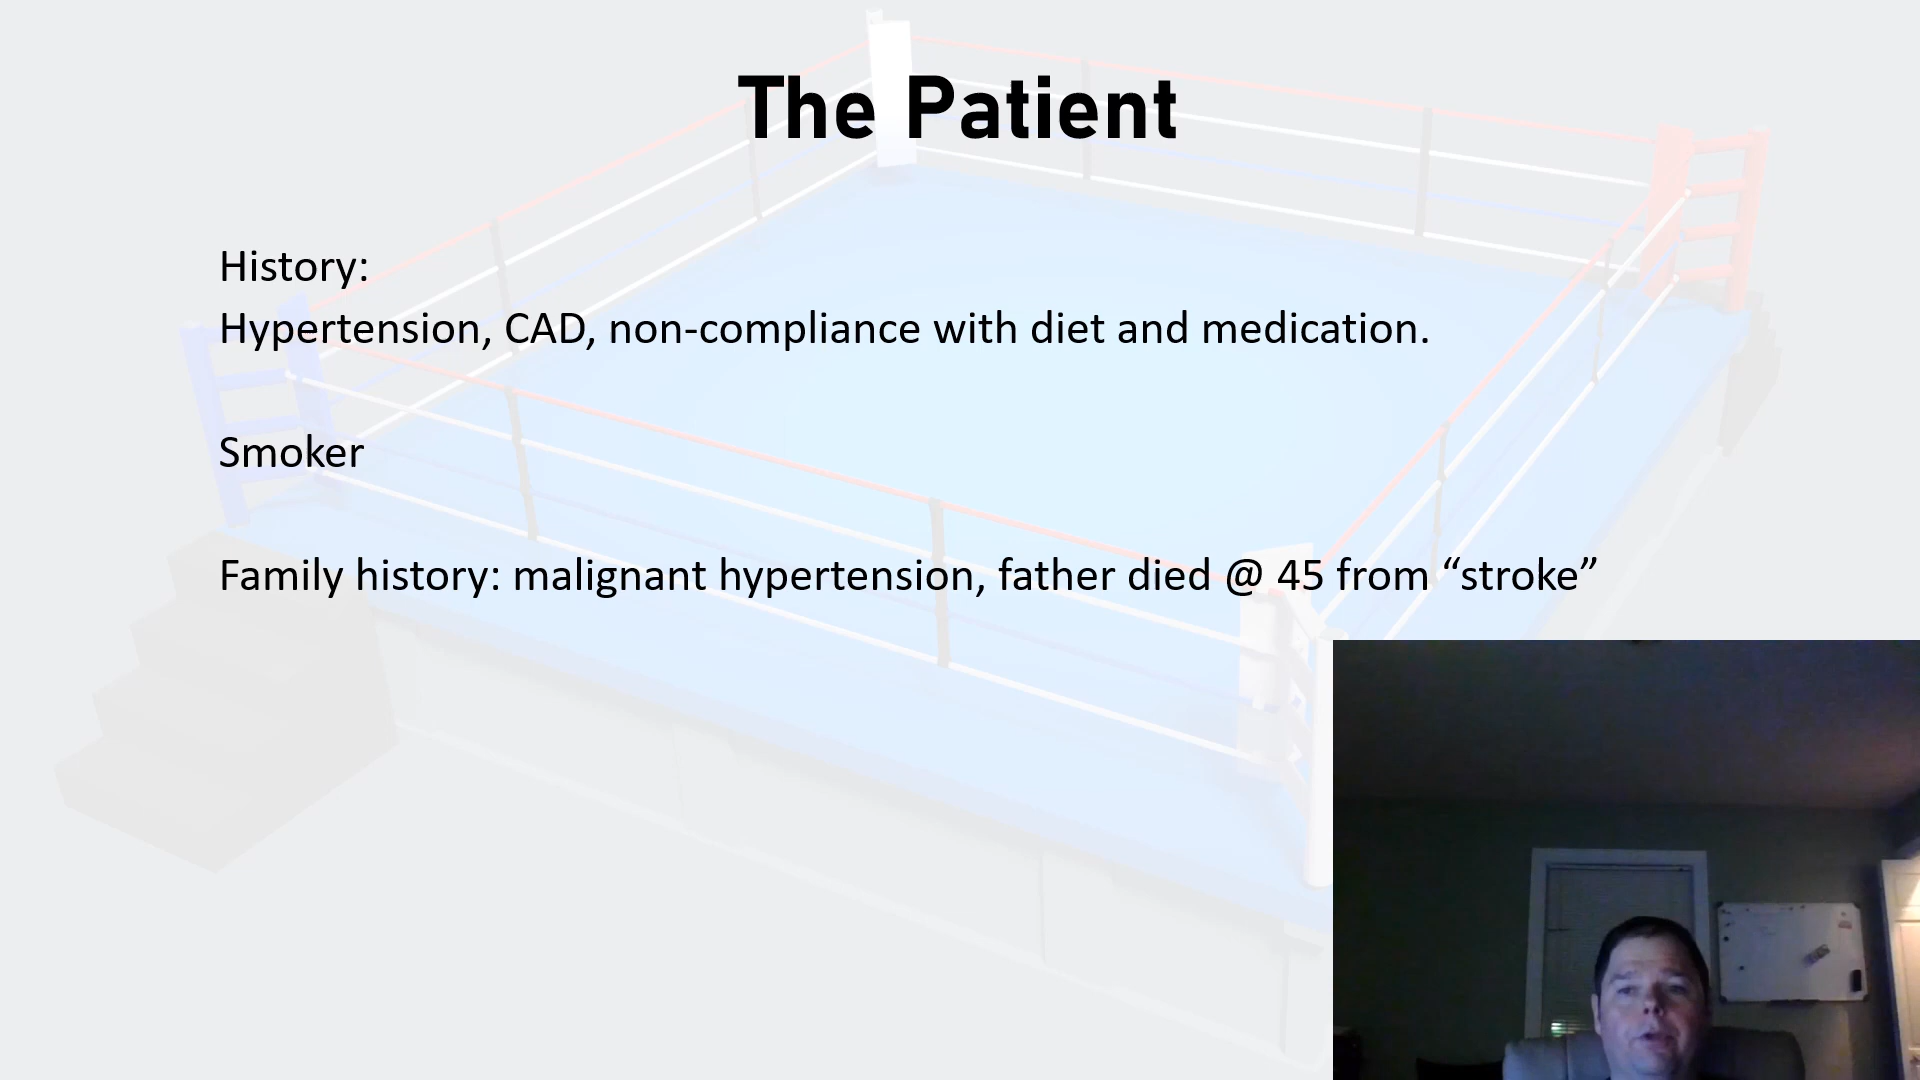 The Patient
History:
Hypertension, CAD, non-compliance with diet and medication.
Smoker
Family history: malignant hypertension, father died @ 45 from “stroke”